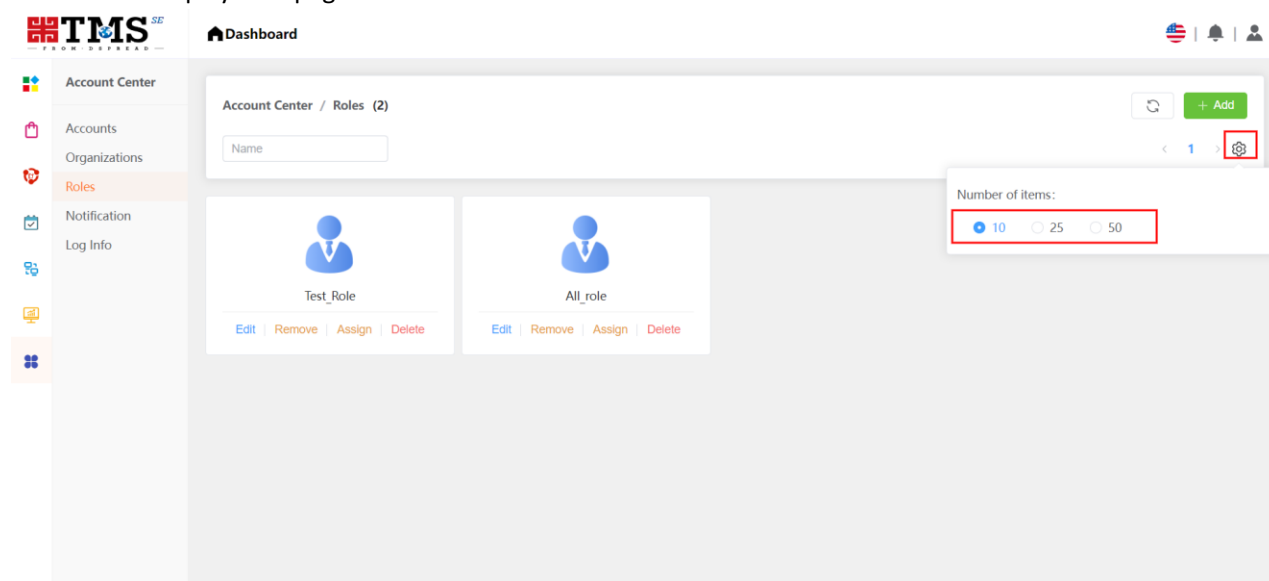 TMS SE
FROM DSPREAD
Dashboard
Account Center
Accounts
Organizations
Roles
Notification
Log Info
Account Center / Roles (2)
+ Add
Name
< 1 >
Number of items:
10 25 50
Test_Role
Edit | Remove | Assign | Delete
All_role
Edit | Remove | Assign | Delete